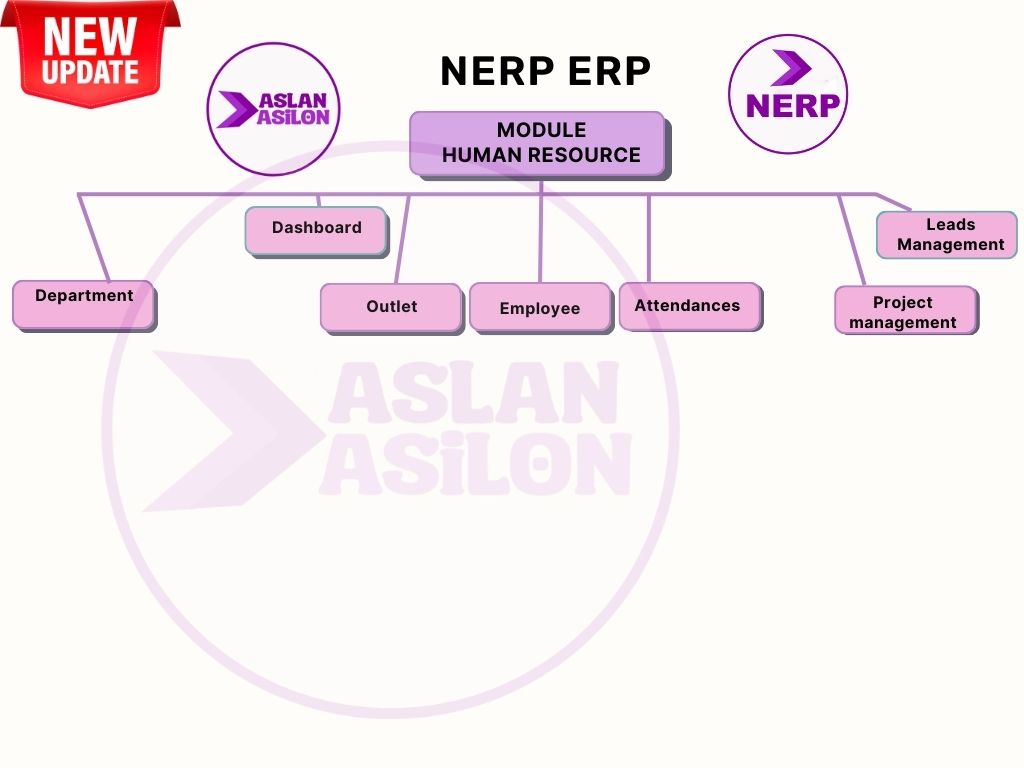 NEW
UPDATE
ASLAN
ASiLON
NERP ERP
NERP
MODULE
HUMAN RESOURCE
Dashboard
Leads
Management
Department
Outlet
Employee
Attendances
Project
management
ASLAN
ASiLON